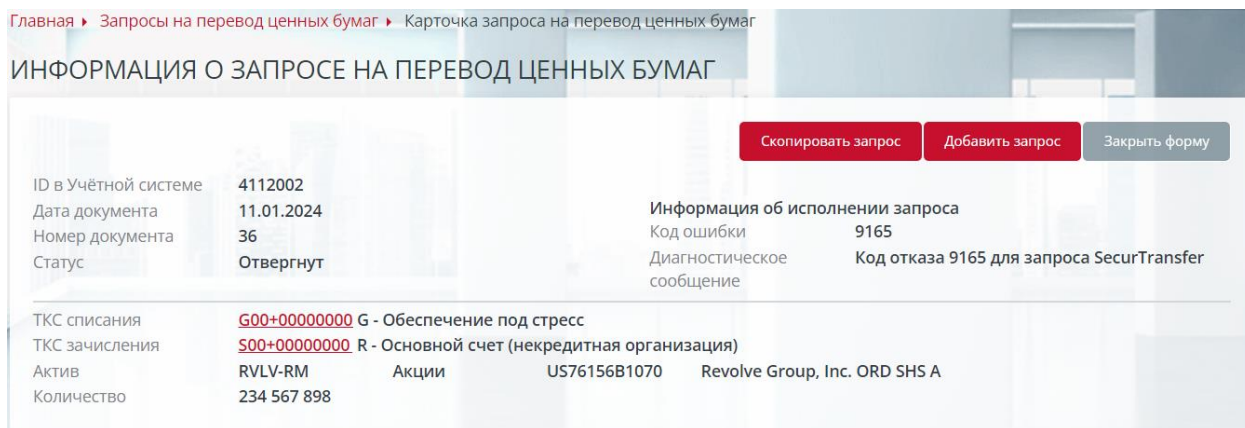 Главная ▸ Запросы на перевод ценных бумаг ▸ Карточка запроса на перевод ценных бумаг
ИНФОРМАЦИЯ О ЗАПРОСЕ НА ПЕРЕВОД ЦЕННЫХ БУМАГ
Скопировать запрос Добавить запрос Закрыть форму
ID в Учётной системе 4112002
Дата документа 11.01.2024
Номер документа 36
Статус Отвергнут
Информация об исполнении запроса
Код ошибки 9165
Диагностическое Код отказа 9165 для запроса SecurTransfer
сообщение
ТКС списания G00+00000000 G - Обеспечение под стресс
ТКС зачисления S00+00000000 R - Основной счет (некредитная организация)
Актив RVLV-RM Акции US76156B1070 Revolve Group, Inc. ORD SHS A
Количество 234 567 898